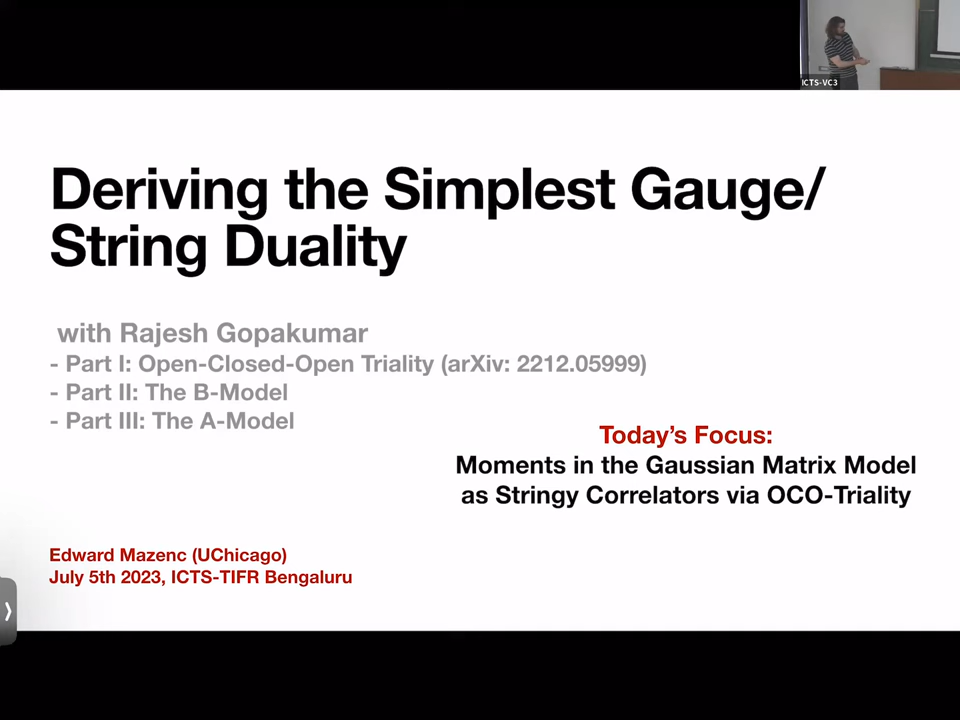 ICTS-VC3
Deriving the Simplest Gauge/
String Duality
with Rajesh Gopakumar
- Part I: Open-Closed-Open Triality (arXiv: 2212.05999)
- Part II: The B-Model
- Part III: The A-Model
Today's Focus:
Moments in the Gaussian Matrix Model
as Stringy Correlators via OCO-Triality
Edward Mazenc (UChicago)
July 5th 2023, ICTS-TIFR Bengaluru